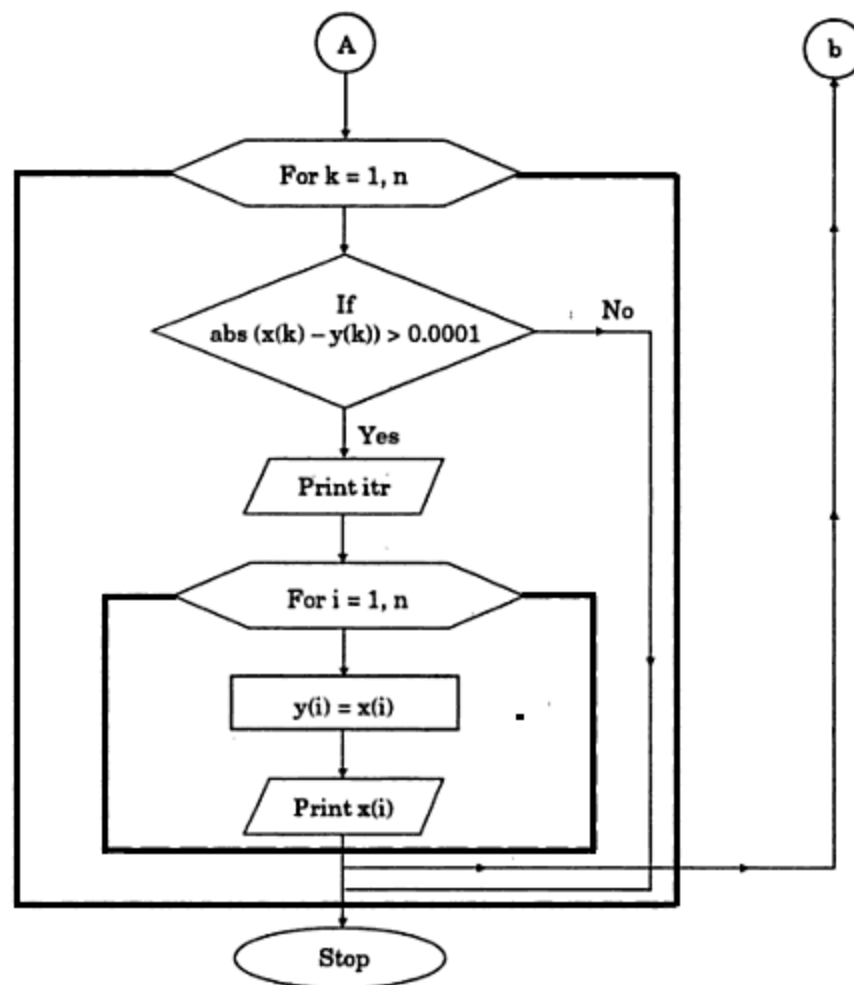 A
b
For k = 1, n
If
abs (x(k) – y(k)) > 0.0001
No
Yes
Print itr
For i = 1, n
y(i) = x(i)
Print x(i)
Stop